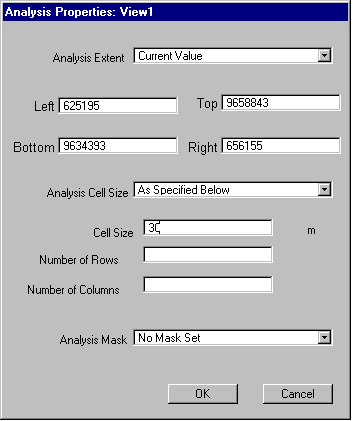 Analysis Properties: View1
Analysis Extent Current Value
Left 625195 Top 9658843
Bottom 9634393 Right 656155
Analysis Cell Size As Specified Below
Cell Size 30 m
Number of Rows
Number of Columns
Analysis Mask No Mask Set
OK Cancel